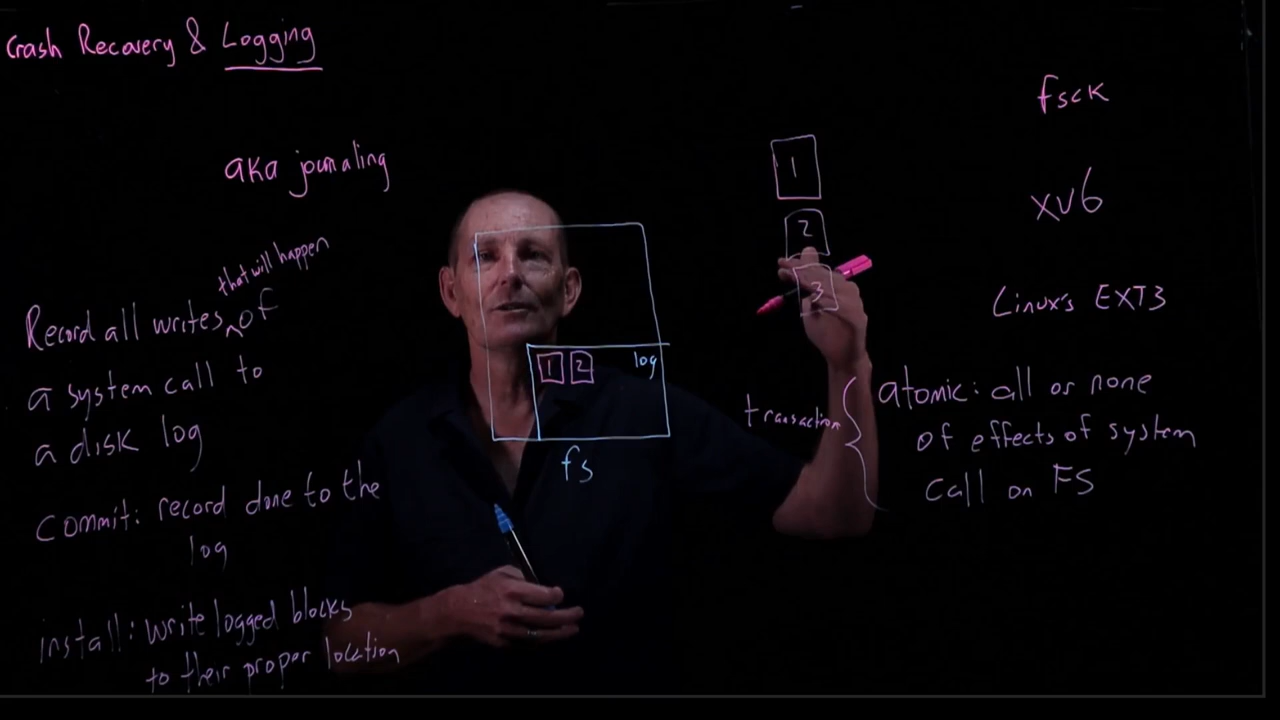 Crash Recovery & Logging
aka journaling
that will happen
Record all writes ^ of
a system call to
a disk log
Commit: record done to the
log
install: write logged blocks
to their proper location
1 2 log
fs
1
2
3
fsck
xv6
Linux's EXT3
transaction
atomic: all or none
of effects of system
call on FS